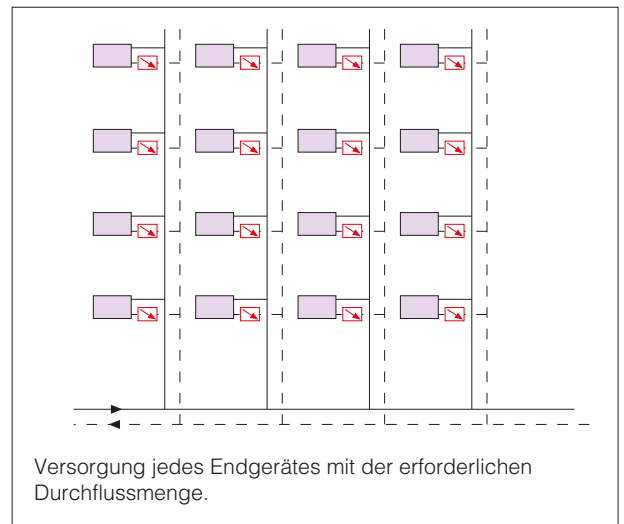 Versorgung jedes Endgerätes mit der erforderlichen
Durchflussmenge.